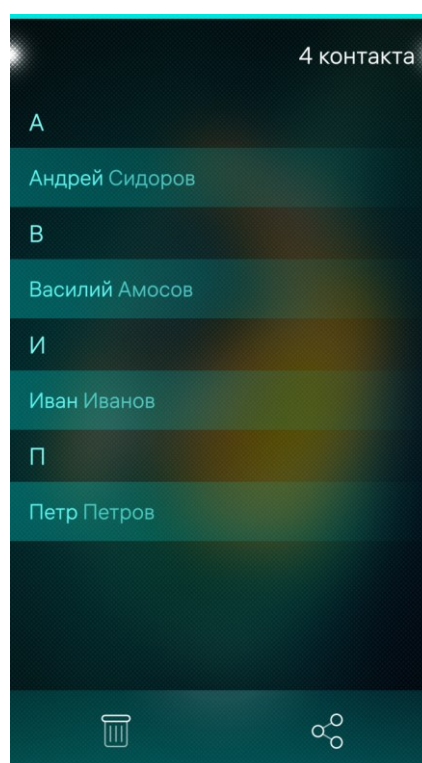 4 контакта
А
Андрей Сидоров
В
Василий Амосов
И
Иван Иванов
П
Петр Петров